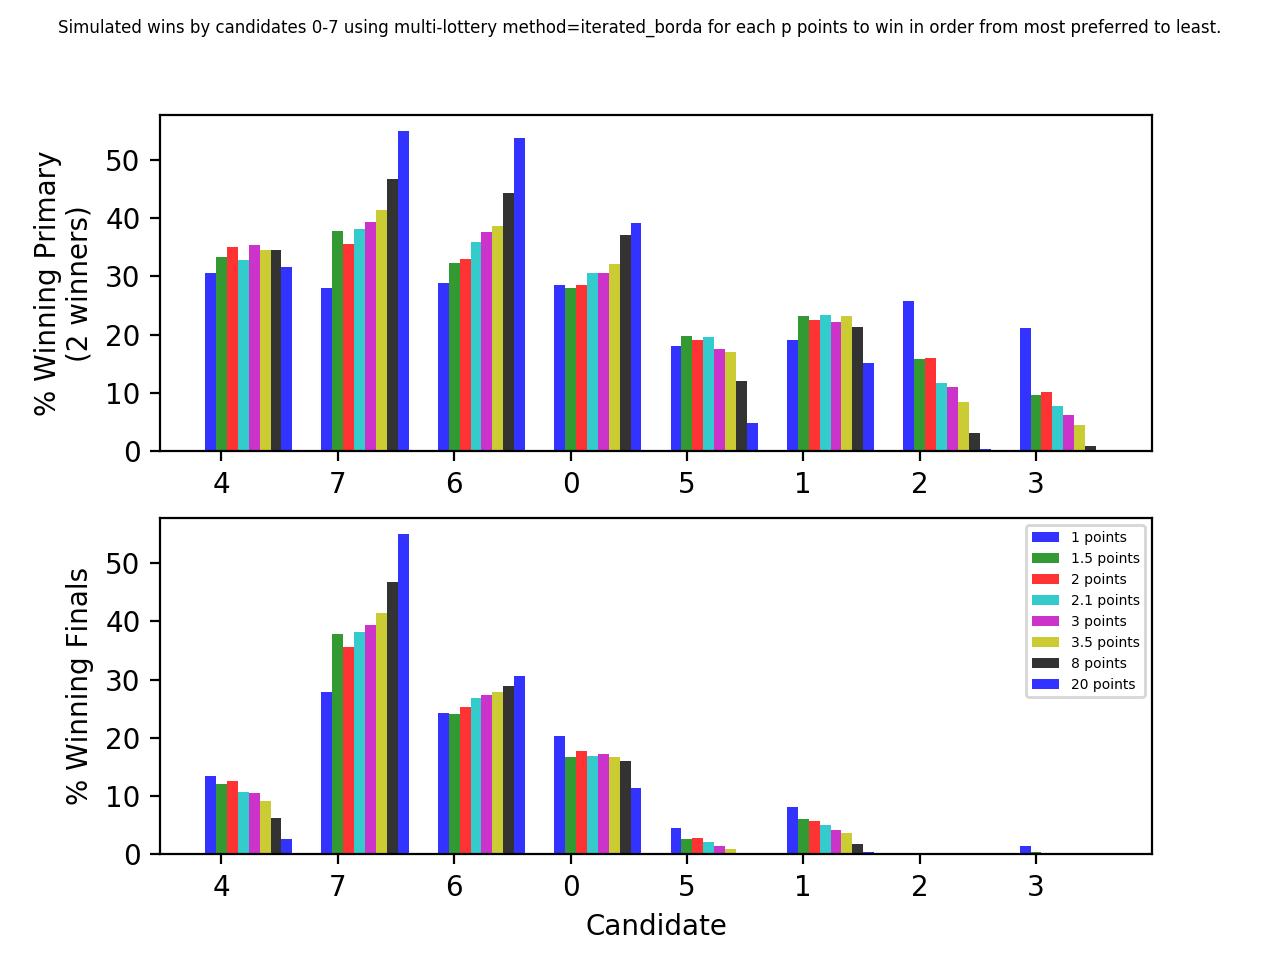 Simulated wins by candidates 0-7 using multi-lottery method=iterated_borda for each p points to win in order from most preferred to least.
% Winning Primary
(2 winners)
50
40
30
20
10
0
4 7 6 0 5 1 2 3
% Winning Finals
50
40
30
20
10
0
1 points
1.5 points
2 points
2.1 points
3 points
3.5 points
8 points
20 points
4 7 6 0 5 1 2 3
Candidate